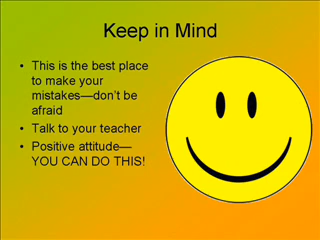 Keep in Mind
• This is the best place
to make your
mistakes—don't be
afraid
• Talk to your teacher
• Positive attitude—
YOU CAN DO THIS!